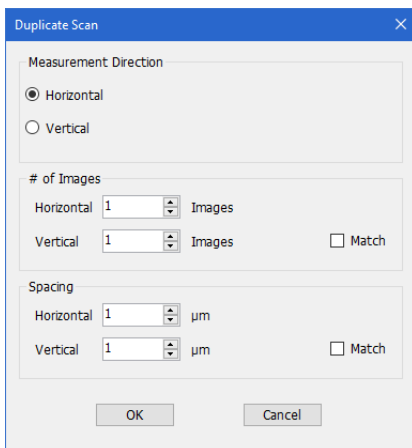 Duplicate Scan
Measurement Direction
Horizontal
Vertical
# of Images
Horizontal 1 Images
Vertical 1 Images Match
Spacing
Horizontal 1 µm
Vertical 1 µm Match
OK Cancel